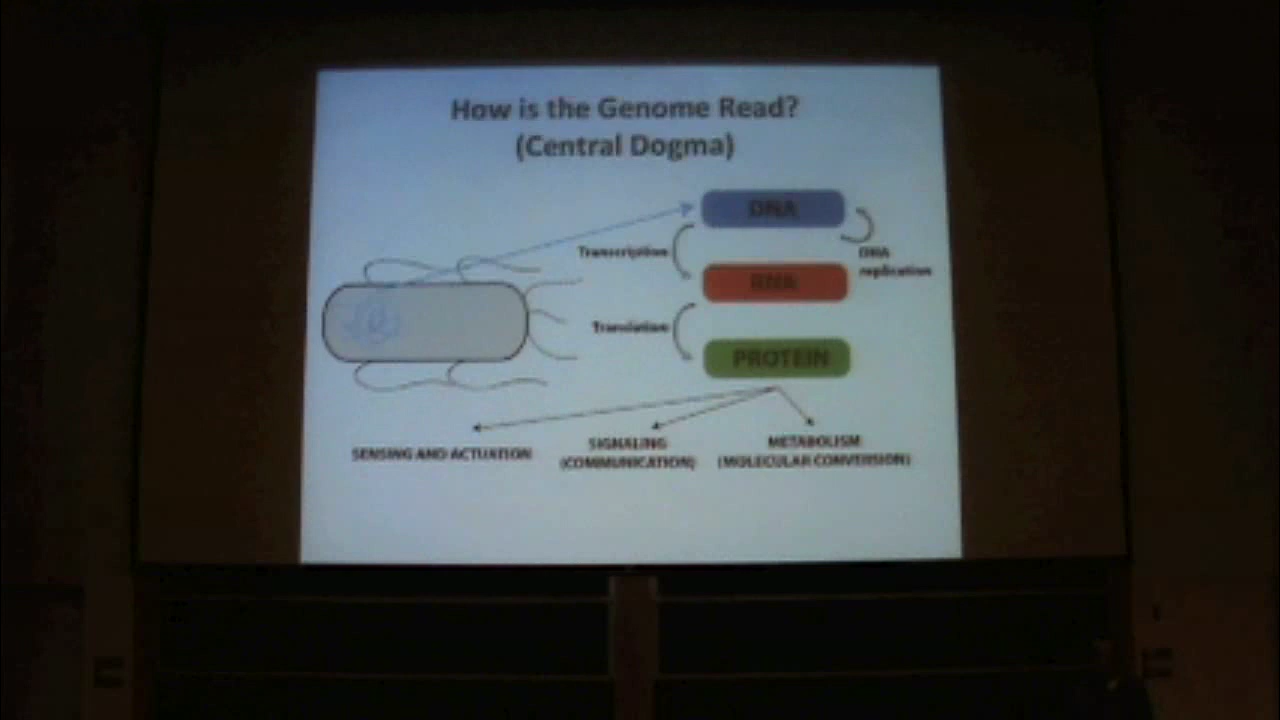 How is the Genome Read?
(Central Dogma)
DNA
Transcription
DNA
replication
RNA
Translation
PROTEIN
SENSING AND ACTUATION
SIGNALING
(COMMUNICATION)
METABOLISM
(MOLECULAR CONVERSION)